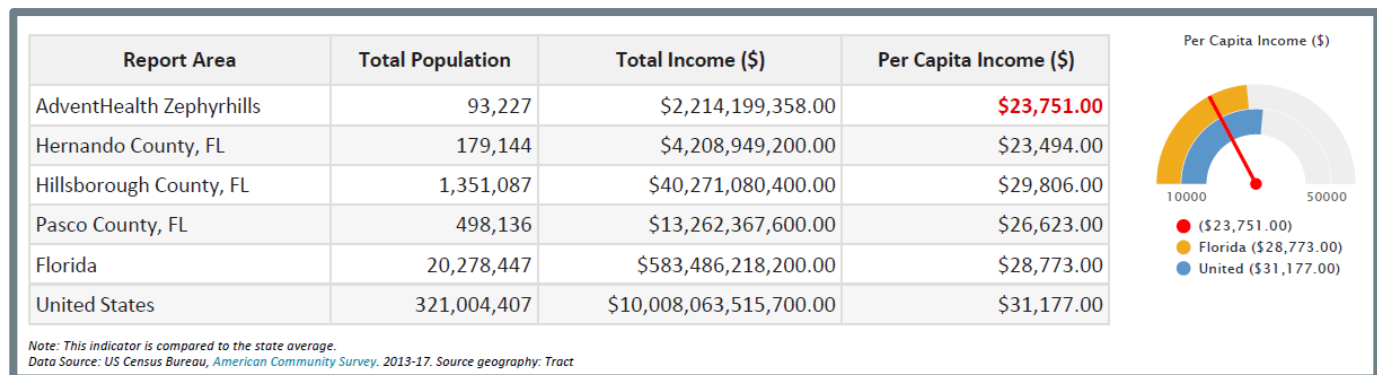 Report Area Total Population Total Income ($) Per Capita Income ($)
AdventHealth Zephyrhills 93,227 $2,214,199,358.00 $23,751.00
Hernando County, FL 179,144 $4,208,949,200.00 $23,494.00
Hillsborough County, FL 1,351,087 $40,271,080,400.00 $29,806.00
Pasco County, FL 498,136 $13,262,367,600.00 $26,623.00
Florida 20,278,447 $583,486,218,200.00 $28,773.00
United States 321,004,407 $10,008,063,515,700.00 $31,177.00
Note: This indicator is compared to the state average.
Data Source: US Census Bureau, American Community Survey. 2013-17. Source geography: Tract
Per Capita Income ($)
10000 50000
($23,751.00)
Florida ($28,773.00)
United ($31,177.00)